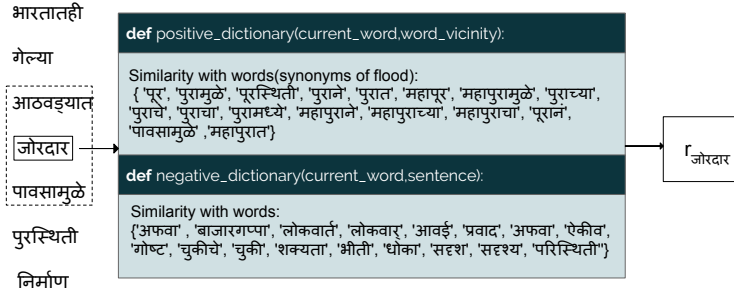 भारतातही
गेल्या
आठवड्यात
जोरदार
पावसामुळे
पुरस्थिती
निर्माण
def positive_dictionary(current_word,word_vicinity):
Similarity with words(synonyms of flood):
{ 'पूर', 'पुरामुळे', 'पूरस्थिती', 'पुराने', 'पुरात', 'महापूर', 'महापुरामुळे', 'पुराच्या',
'पुराचे', 'पुराचा', 'पुरामध्ये', 'महापुराने', 'महापुराच्या', 'महापुराचा', 'पूरानं',
'पावसामुळे' ,'महापुरात'}
def negative_dictionary(current_word,sentence):
Similarity with words:
{'अफवा' , 'बाजारगप्पा', 'लोकवार्त', 'लोकवार्', 'आवई', 'प्रवाद', 'अफवा', 'ऐकीव',
'गोष्ट', 'चुकीचे', 'चुकी', 'शक्यता', 'भीती', 'धोका', 'सदृश', 'सदृश्य', 'परिस्थिती"}
r जोरदार